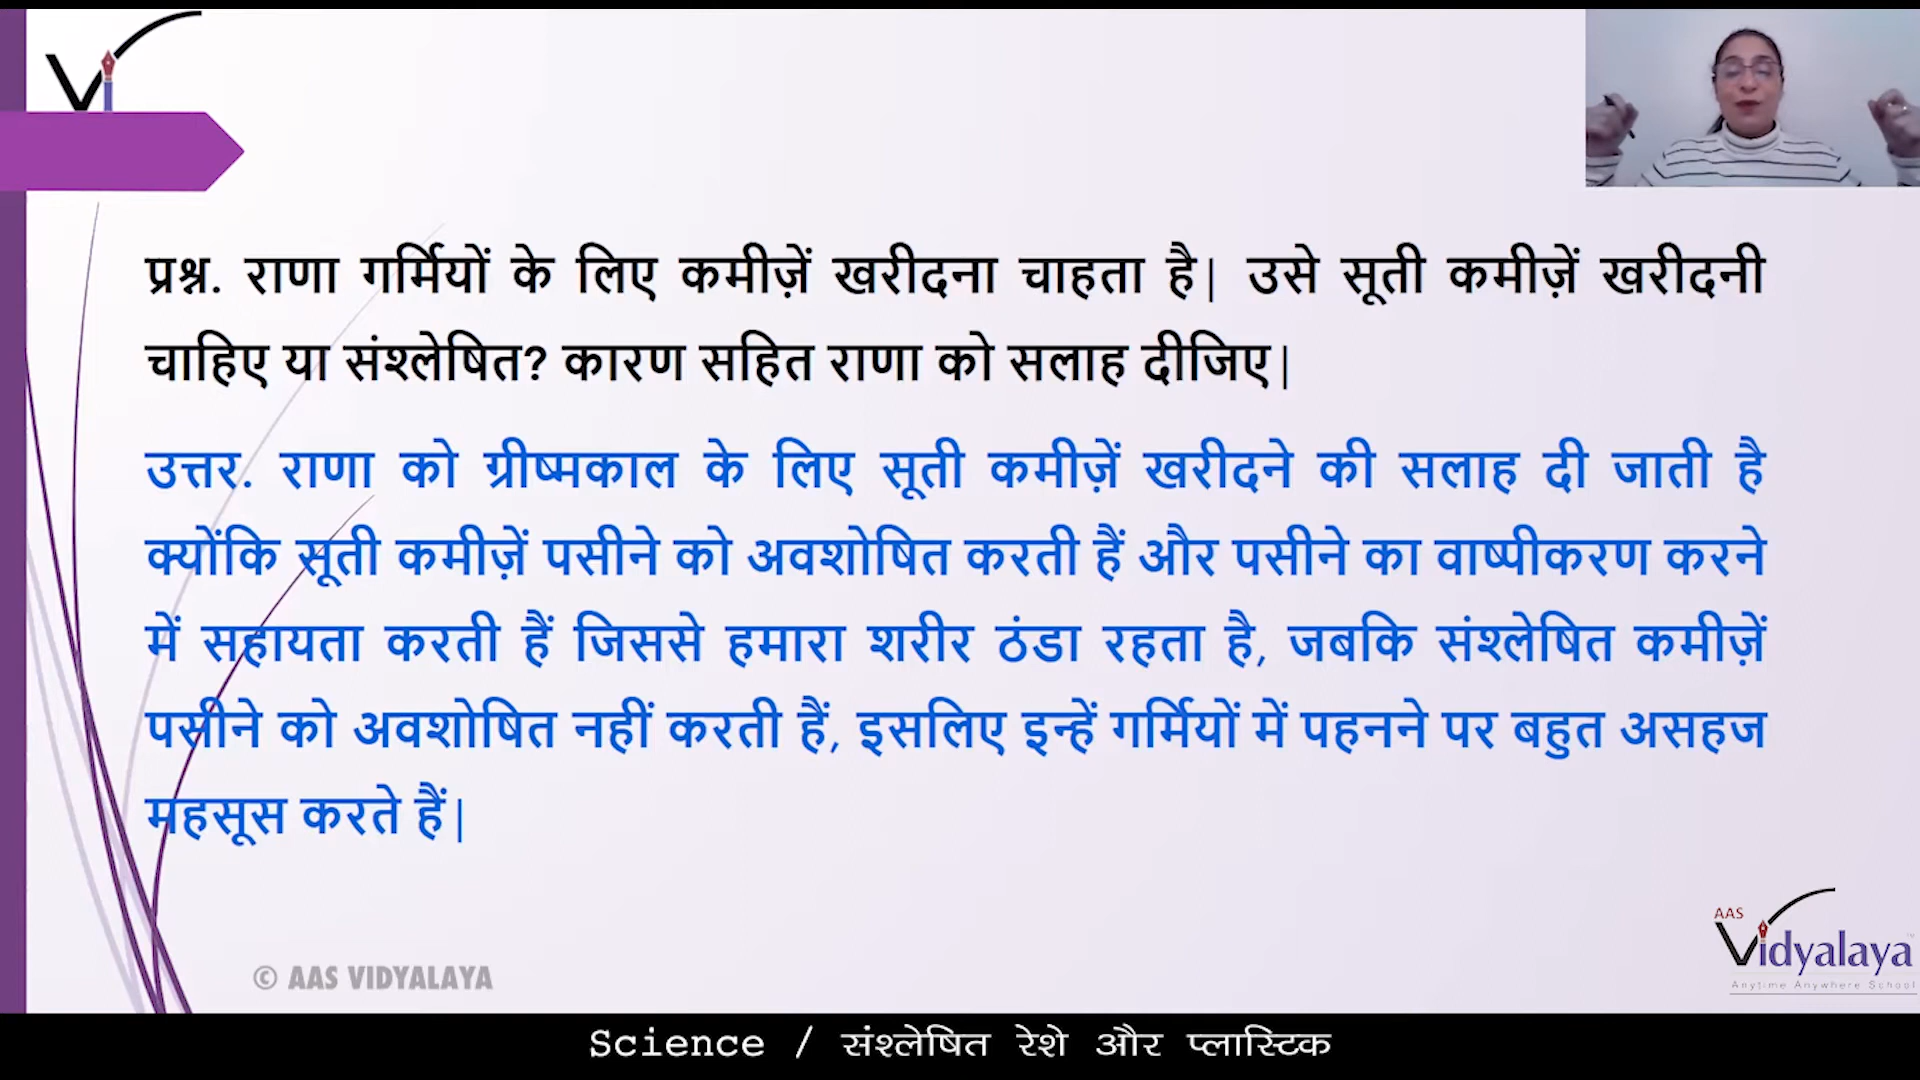 Vi
प्रश्न. राणा गर्मियों के लिए कमीज़ें खरीदना चाहता है| उसे सूती कमीज़ें खरीदनी
चाहिए या संश्लेषित? कारण सहित राणा को सलाह दीजिए|
उत्तर. राणा को ग्रीष्मकाल के लिए सूती कमीज़ें खरीदने की सलाह दी जाती है
क्योंकि सूती कमीज़ें पसीने को अवशोषित करती हैं और पसीने का वाष्पीकरण करने
में सहायता करती हैं जिससे हमारा शरीर ठंडा रहता है, जबकि संश्लेषित कमीज़ें
पसीने को अवशोषित नहीं करती हैं, इसलिए इन्हें गर्मियों में पहनने पर बहुत असहज
महसूस करते हैं|
AAS
Vidyalaya
Anytime Anywhere School
© AAS VIDYALAYA
Science / संश्लेषित रेशे और प्लास्टिक